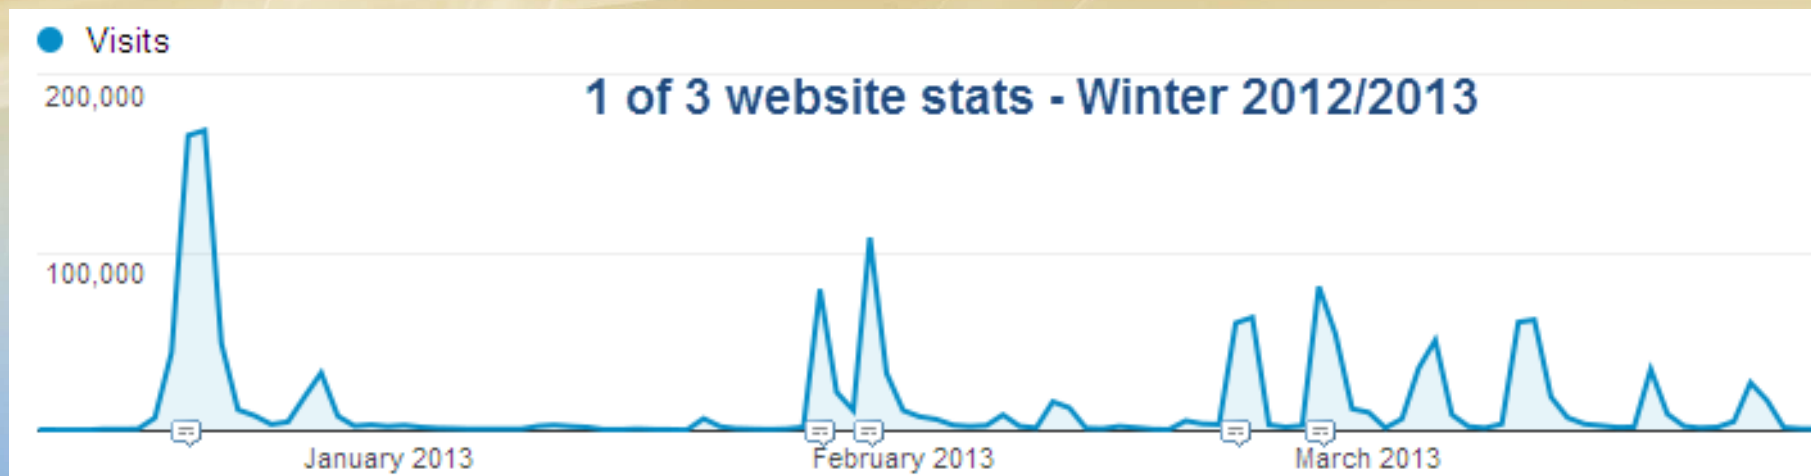 Visits
200,000
1 of 3 website stats - Winter 2012/2013
100,000
January 2013
February 2013
March 2013